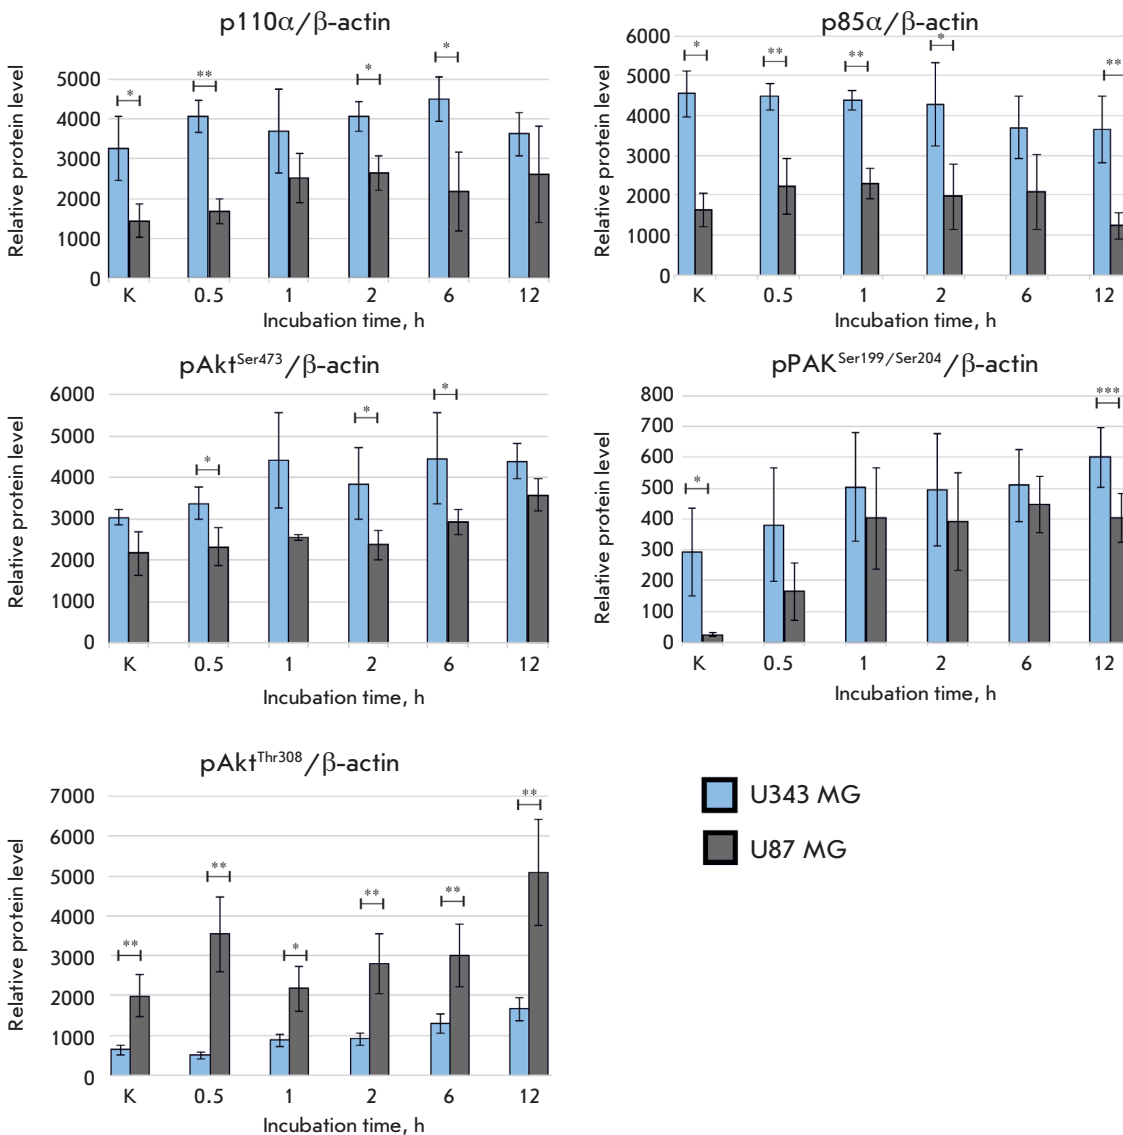 p110α/β-actin
Relative protein level
5000
4000
3000
2000
1000
0
* ** * *
K 0.5 1 2 6 12
Incubation time, h
p85α/β-actin
Relative protein level
6000
5000
4000
3000
2000
1000
0
* ** ** * **
K 0.5 1 2 6 12
Incubation time, h
pAktSer473/β-actin
Relative protein level
6000
5000
4000
3000
2000
1000
0
* * *
K 0.5 1 2 6 12
Incubation time, h
pPAKSer199/Ser204/β-actin
Relative protein level
800
700
600
500
400
300
200
100
0
* ***
K 0.5 1 2 6 12
Incubation time, h
pAktThr308/β-actin
Relative protein level
7000
6000
5000
4000
3000
2000
1000
0
** ** * ** ** **
K 0.5 1 2 6 12
Incubation time, h
U343 MG
U87 MG